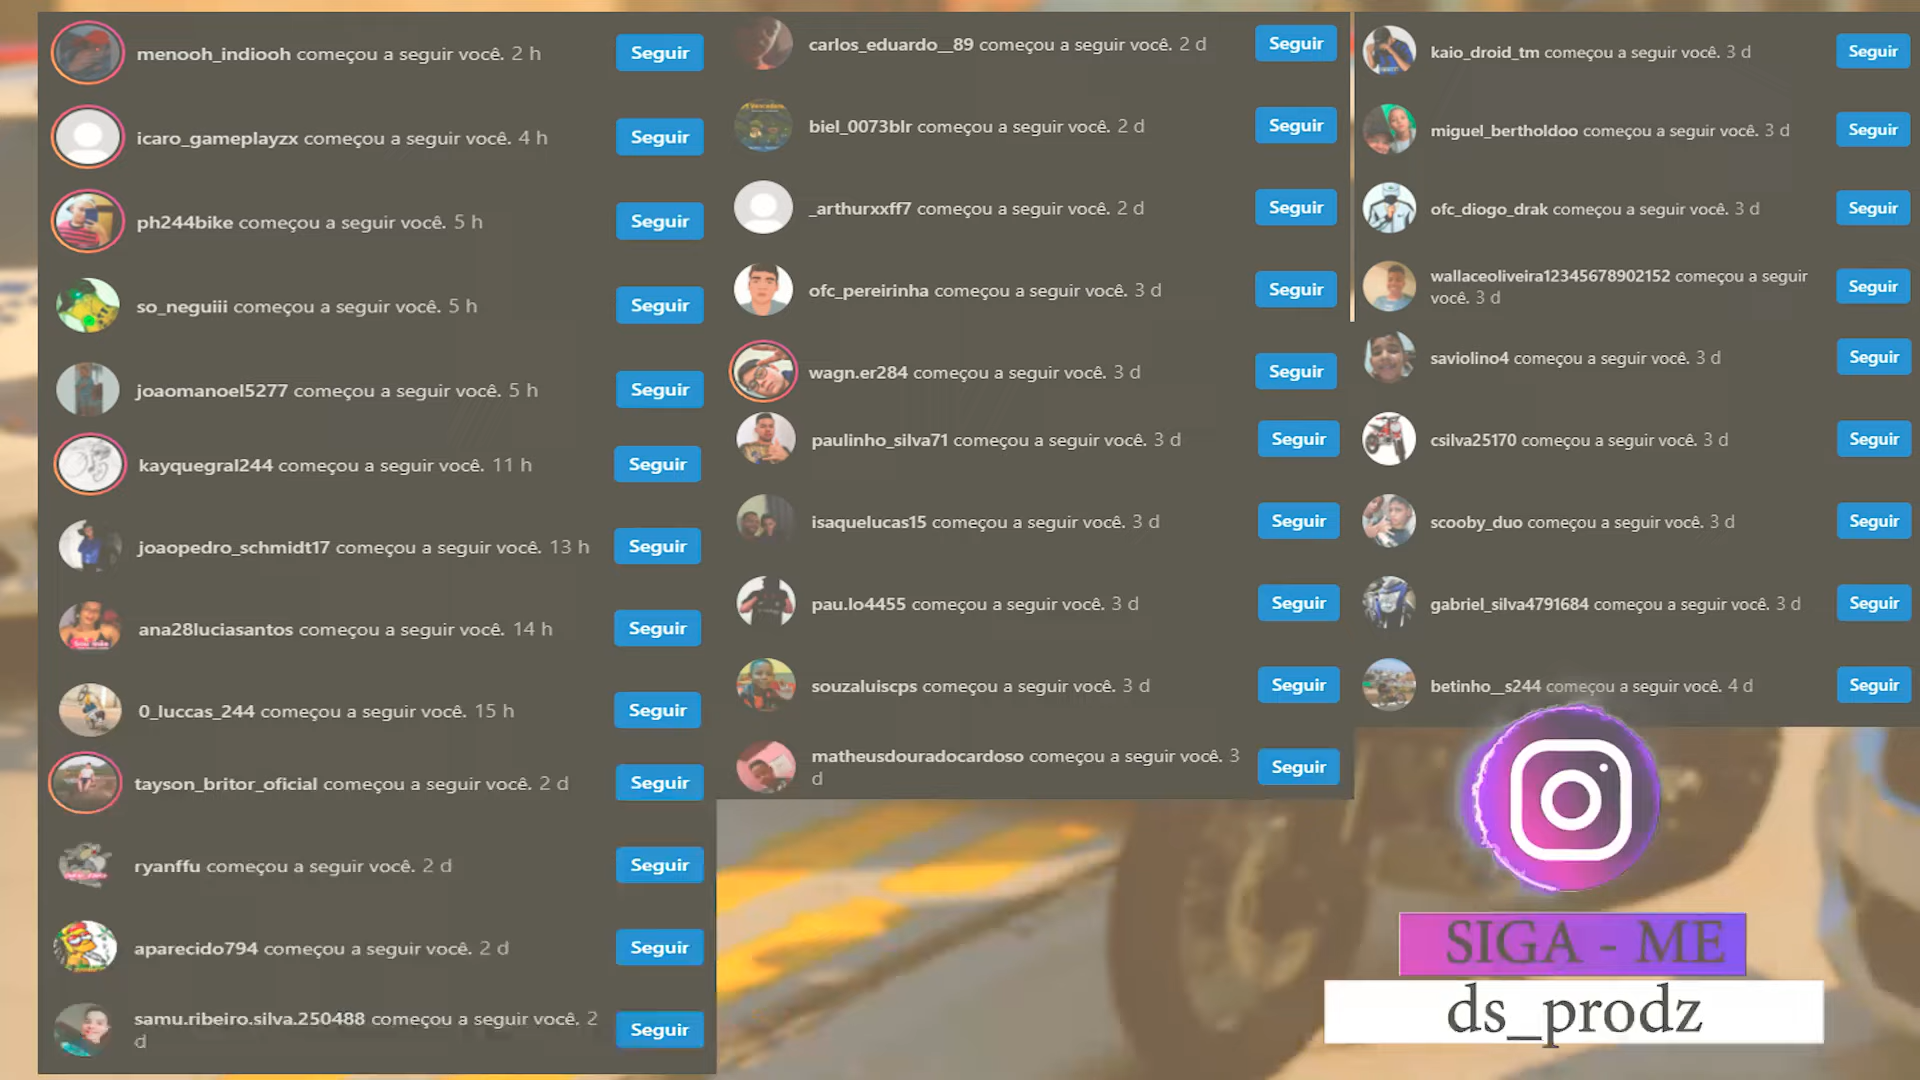 menooh_indiooh começou a seguir você. 2 h Seguir
icaro_gameplayzx começou a seguir você. 4 h Seguir
ph244bike começou a seguir você. 5 h Seguir
so_neguiii começou a seguir você. 5 h Seguir
joaomanoel5277 começou a seguir você. 5 h Seguir
kayquegral244 começou a seguir você. 11 h Seguir
joaopedro_schmidt17 começou a seguir você. 13 h Seguir
ana28luciasantos começou a seguir você. 14 h Seguir
0_luccas_244 começou a seguir você. 15 h Seguir
tayson_britor_oficial começou a seguir você. 2 d Seguir
ryanffu começou a seguir você. 2 d Seguir
aparecido794 começou a seguir você. 2 d Seguir
samu.ribeiro.silva.250488 começou a seguir você. 2 Seguir
d
carlos_eduardo__89 começou a seguir você. 2 d Seguir
biel_0073blr começou a seguir você. 2 d Seguir
_arthurxxff7 começou a seguir você. 2 d Seguir
ofc_pereirinha começou a seguir você. 3 d Seguir
wagn.er284 começou a seguir você. 3 d Seguir
paulinho_silva71 começou a seguir você. 3 d Seguir
isaquelucas15 começou a seguir você. 3 d Seguir
pau.lo4455 começou a seguir você. 3 d Seguir
souzaluiscps começou a seguir você. 3 d Seguir
matheusdouradocardoso começou a seguir você. 3 Seguir
d
kaio_droid_tm começou a seguir você. 3 d Seguir
miguel_bertholdoo começou a seguir você. 3 d Seguir
ofc_diogo_drak começou a seguir você. 3 d Seguir
wallaceoliveira12345678902152 começou a seguir Seguir
você. 3 d
saviolino4 começou a seguir você. 3 d Seguir
csilva25170 começou a seguir você. 3 d Seguir
scooby_duo começou a seguir você. 3 d Seguir
gabriel_silva4791684 começou a seguir você. 3 d Seguir
betinho__s244 começou a seguir você. 4 d Seguir
SIGA - ME
ds_prodz